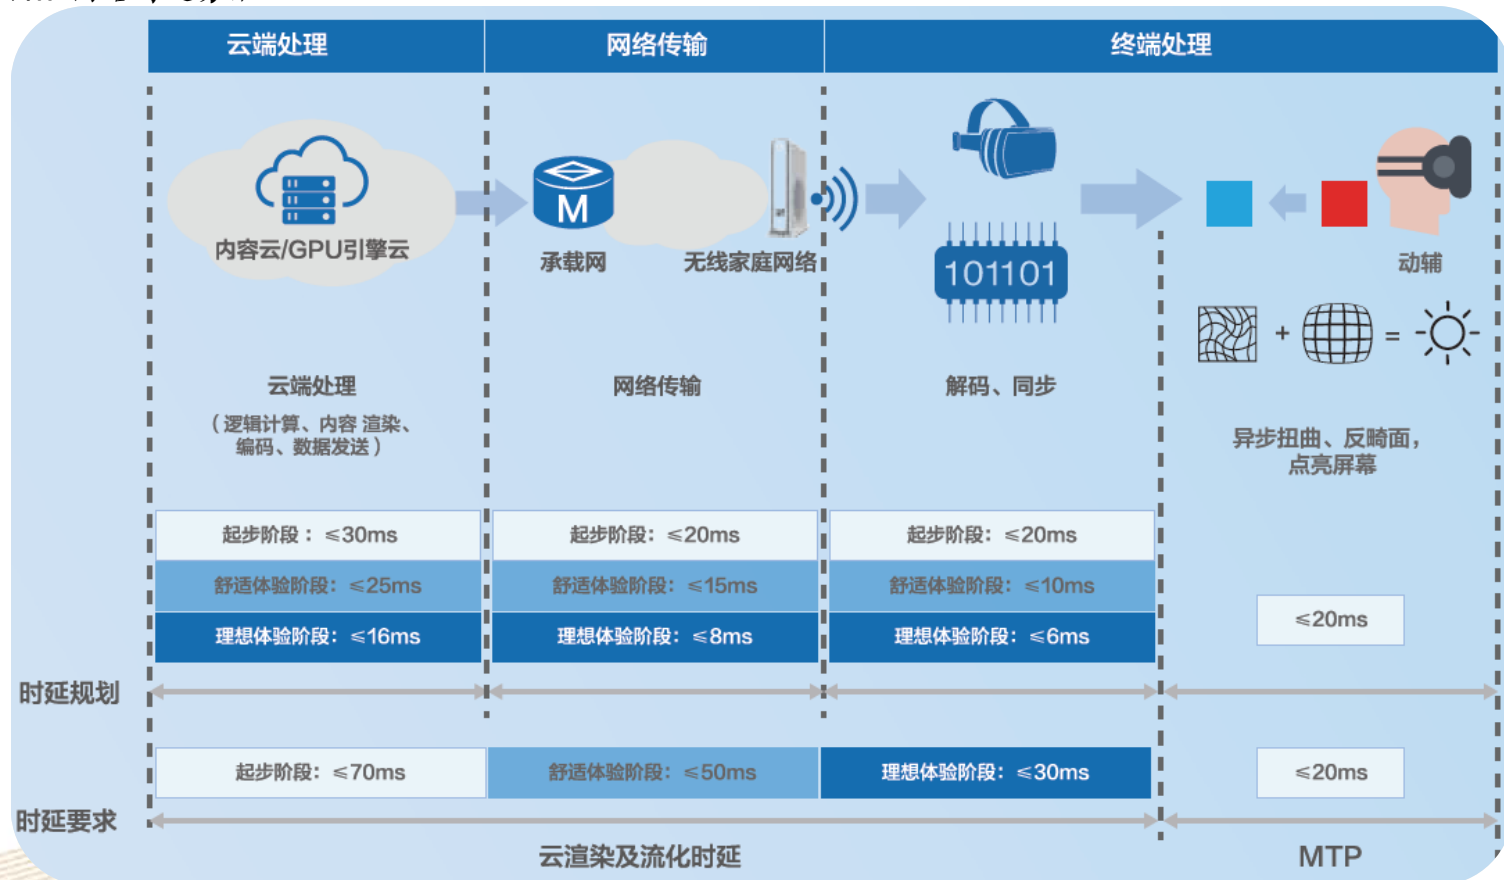 云端处理
网络传输
终端处理
M
内容云/GPU引擎云
承载网
无线家庭网络
101101
动辅
+
=
云端处理
（逻辑计算、内容 渲染、
编码、数据发送）
网络传输
解码、同步
异步扭曲、反畸面，
点亮屏幕
起步阶段：≤30ms
起步阶段：≤20ms
起步阶段：≤20ms
舒适体验阶段：≤25ms
舒适体验阶段：≤15ms
舒适体验阶段：≤10ms
理想体验阶段：≤16ms
理想体验阶段：≤8ms
理想体验阶段：≤6ms
≤20ms
时延规划
起步阶段：≤70ms
舒适体验阶段：≤50ms
理想体验阶段：≤30ms
≤20ms
时延要求
云渲染及流化时延
MTP